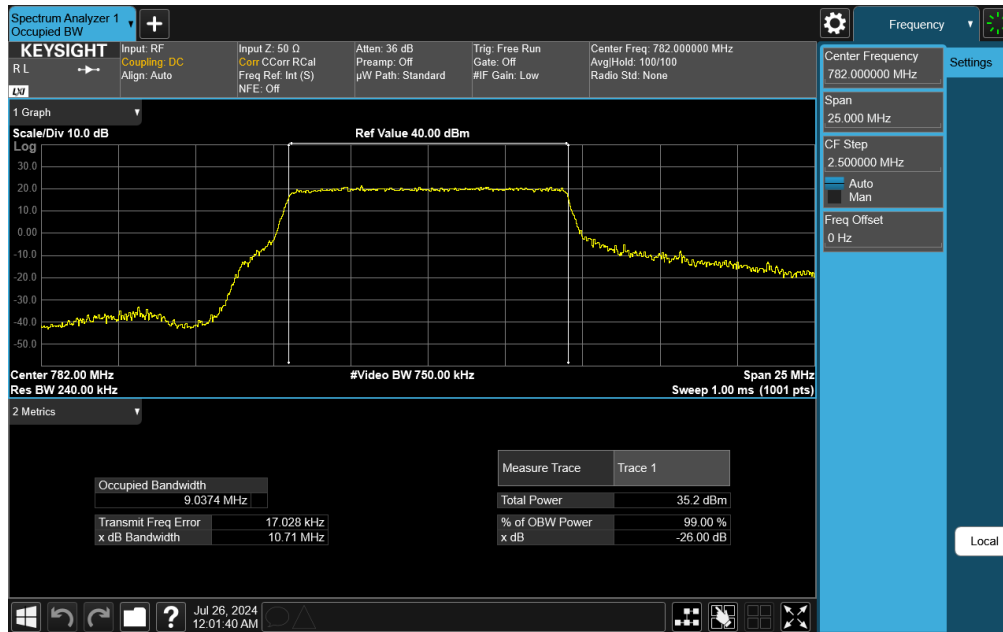 Spectrum Analyzer 1
Occupied BW
Frequency
KEYSIGHT
R L
LXI
Input: RF
Coupling: DC
Align: Auto
Input Z: 50 Ω
Corr CCorr RCal
Freq Ref: Int (S)
NFE: Off
Atten: 36 dB
Preamp: Off
µW Path: Standard
Trig: Free Run
Gate: Off
#IF Gain: Low
Center Freq: 782.000000 MHz
Avg|Hold: 100/100
Radio Std: None
Center Frequency
782.000000 MHz
Settings
Span
25.000 MHz
CF Step
2.500000 MHz
Auto
Man
Freq Offset
0 Hz
Local
1 Graph
Scale/Div 10.0 dB
Ref Value 40.00 dBm
Log
30.0
20.0
10.0
0.00
-10.0
-20.0
-30.0
-40.0
-50.0
Center 782.00 MHz
#Video BW 750.00 kHz
Span 25 MHz
Res BW 240.00 kHz
Sweep 1.00 ms (1001 pts)
2 Metrics
Occupied Bandwidth
9.0374 MHz
Transmit Freq Error 17.028 kHz
x dB Bandwidth 10.71 MHz
Measure Trace Trace 1
Total Power 35.2 dBm
% of OBW Power 99.00 %
x dB -26.00 dB
Jul 26, 2024
12:01:40 AM